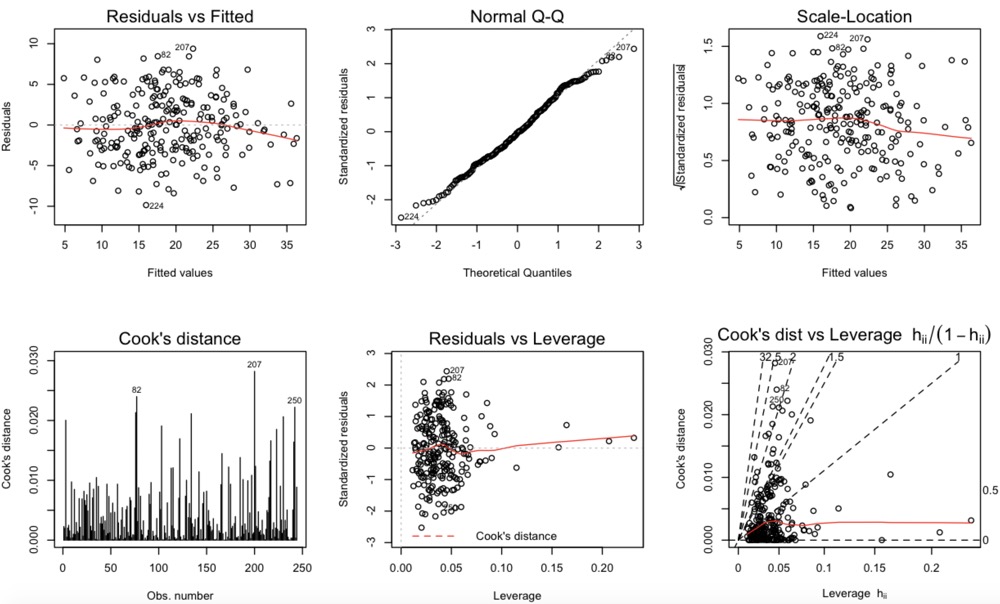 Residuals vs Fitted
Residuals
10
5
0
-5
-10
207
82
224
5 10 15 20 25 30 35
Fitted values
Normal Q-Q
Standardized residuals
3
2
1
0
-1
-2
207
224
-3 -2 -1 0 1 2 3
Theoretical Quantiles
Scale-Location
√|Standardized residuals|
1.5
1.0
0.5
0.0
224
82
207
5 10 15 20 25 30 35
Fitted values
Cook's distance
Cook's distance
0.030
0.020
0.010
0.000
82
207
250
0 50 100 150 200 250 300
Obs. number
Residuals vs Leverage
Standardized residuals
3
2
1
0
-1
-2
-3
207
82
250
Cook's distance
0.00 0.05 0.10 0.15 0.20
Leverage
Cook's dist vs Leverage hii/(1−hii)
Cook's distance
0.030
0.020
0.010
0.000
3 2.5 2 1.5 1
207
82
250
0.5
0
0 0.05 0.1 0.15 0.2
Leverage hii